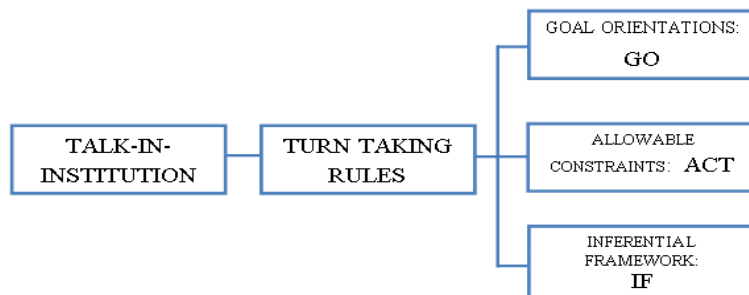 TALK-IN-
INSTITUTION
TURN TAKING
RULES
GOAL ORIENTATIONS:
GO
ALLOWABLE
CONSTRAINTS: ACT
INFERENTIAL
FRAMEWORK:
IF